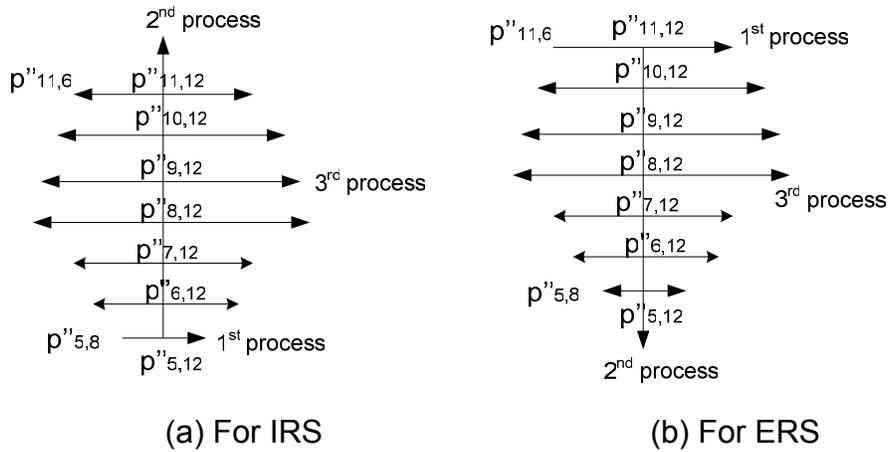 2nd process
p''11,6 p''11,12
p''10,12
p''9,12
3rd process
p''8,12
p''7,12
p''6,12
p''5,8 1st process
p''5,12
(a) For IRS
p''11,6 p''11,12 1st process
p''10,12
p''9,12
p''8,12
3rd process
p''7,12
p''6,12
p''5,8
p''5,12
2nd process
(b) For ERS